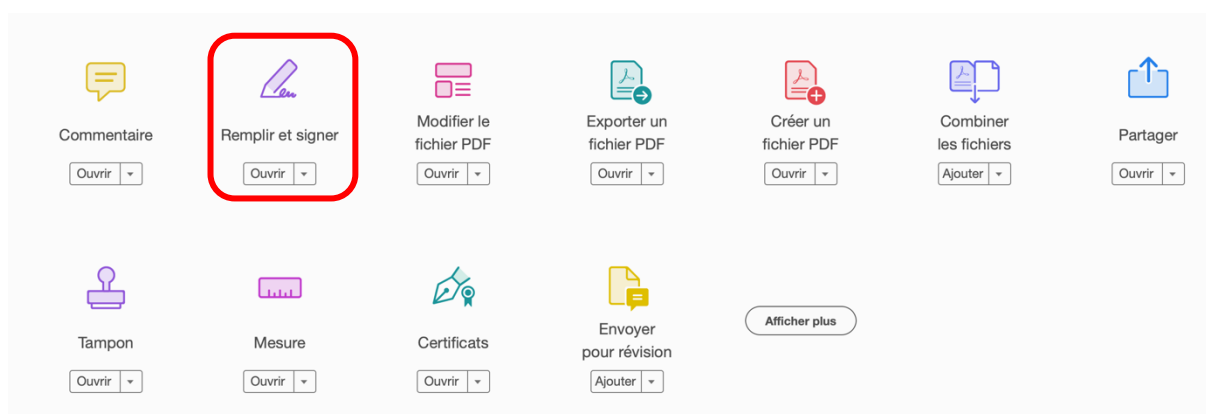 Commentaire
Ouvrir
Remplir et signer
Ouvrir
Modifier le
fichier PDF
Ouvrir
Exporter un
fichier PDF
Ouvrir
Créer un
fichier PDF
Ouvrir
Combiner
les fichiers
Ajouter
Partager
Ouvrir
Tampon
Ouvrir
Mesure
Ouvrir
Certificats
Ouvrir
Envoyer
pour révision
Ajouter
Afficher plus